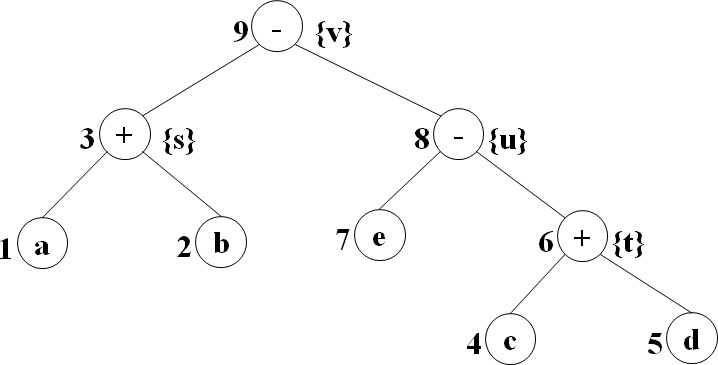 9 - {v}
3 + {s} 8 - {u}
1 a 2 b 7 e 6 + {t}
4 c 5 d